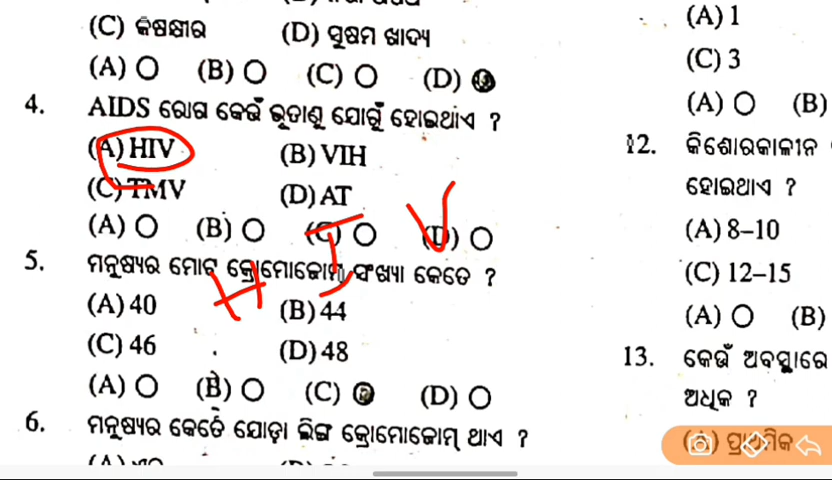 (C) କିଷକ୍ଷୀର (D) ସୁଷମ ଖାଦ୍ୟ
(A) (B) (C) (D)
4. AIDS ରୋଗ କେଉଁ ଭୂତାଣୁ ଯୋଗୁଁ ହୋଇଥାଏ ?
(A) HIV (B) VIH
(C) TMV (D) AT
(A) (B) (C) (D)
H I V
5. ମନୁଷ୍ୟର ମୋଟ କ୍ରୋମୋଜୋମ୍ ସଂଖ୍ୟା କେତେ ?
(A) 40 (B) 44
(C) 46 (D) 48
(A) (B) (C) (D)
6. ମନୁଷ୍ୟର କେତେ ଯୋଡ଼ା ଲିଙ୍ଗ କ୍ରୋମୋଜୋମ୍ ଥାଏ ?
(A) 1
(C) 3
(A) (B)
12. କିଶୋରକାଳୀନ
ହୋଇଥାଏ ?
(A) 8–10
(C) 12–15
(A) (B)
13. କେଉଁ ଅବସ୍ଥାରେ
ଅଧିକ ?
(A) ପ୍ରାଥମିକ